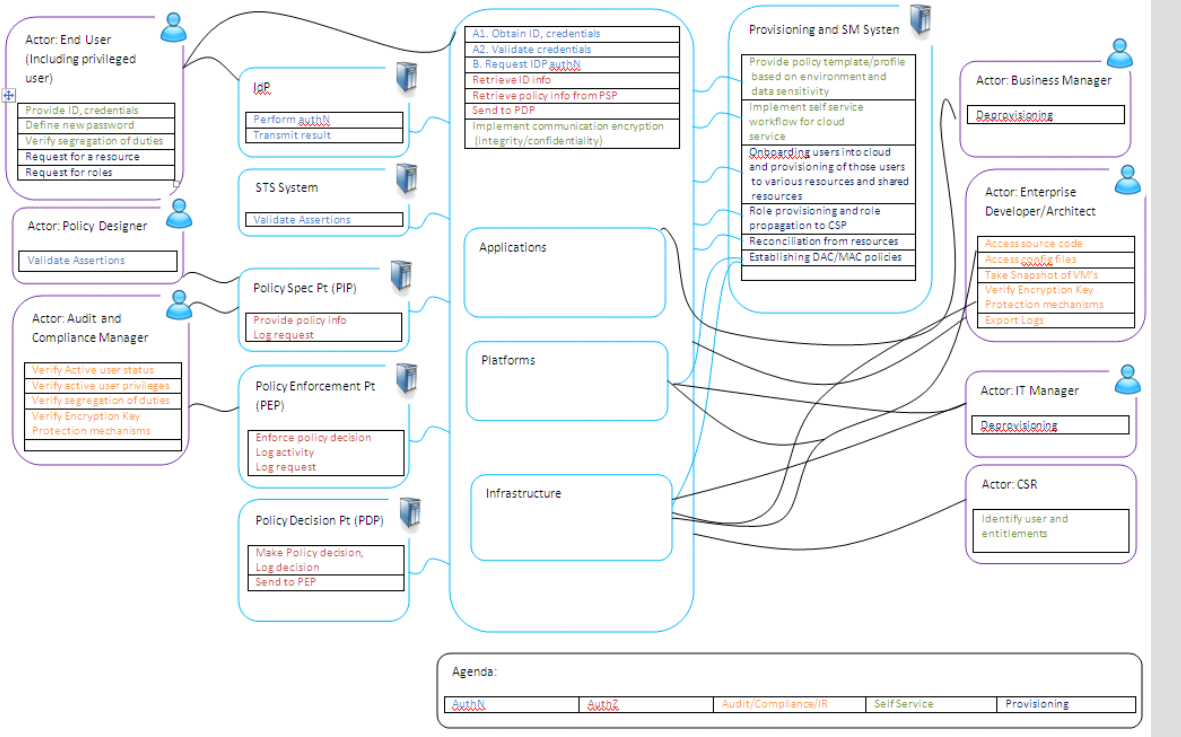 Actor: End User
(Including privileged
user)
Provide ID, credentials
Define new password
Verify segregation of duties
Request for a resource
Request for roles
Actor: Policy Designer
Validate Assertions
Actor: Audit and
Compliance Manager
Verify Active user status
Verify active user privileges
Verify segregation of duties
Verify Encryption Key
Protection mechanisms
IdP
Perform authN
Transmit result
STS System
Validate Assertions
Policy Spec Pt (PIP)
Provide policy info
Log request
Policy Enforcement Pt
(PEP)
Enforce policy decision
Log activity
Log request
Policy Decision Pt (PDP)
Make Policy decision,
Log decision
Send to PEP
A1. Obtain ID, credentials
A2. Validate credentials
B. Request IDP authN
Retrieve ID info
Retrieve policy info from PSP
Send to PDP
Implement communication encryption
(integrity/confidentiality)
Applications
Platforms
Infrastructure
Provisioning and SM System
Provide policy template/profile
based on environment and
data sensitivity
Implement self service
workflow for cloud
service
Onboarding users into cloud
and provisioning of those users
to various resources and shared
resources
Role provisioning and role
propagation to CSP
Reconciliation from resources
Establishing DAC/MAC policies
Actor: Business Manager
Deprovisioning
Actor: Enterprise
Developer/Architect
Access source code
Access config files
Take Snapshot of VM's
Verify Encryption Key
Protection mechanisms
Export Logs
Actor: IT Manager
Deprovisioning
Actor: CSR
Identify user and
entitlements
Agenda:
AuthN
AuthZ
Audit/Compliance/IR
Self Service
Provisioning